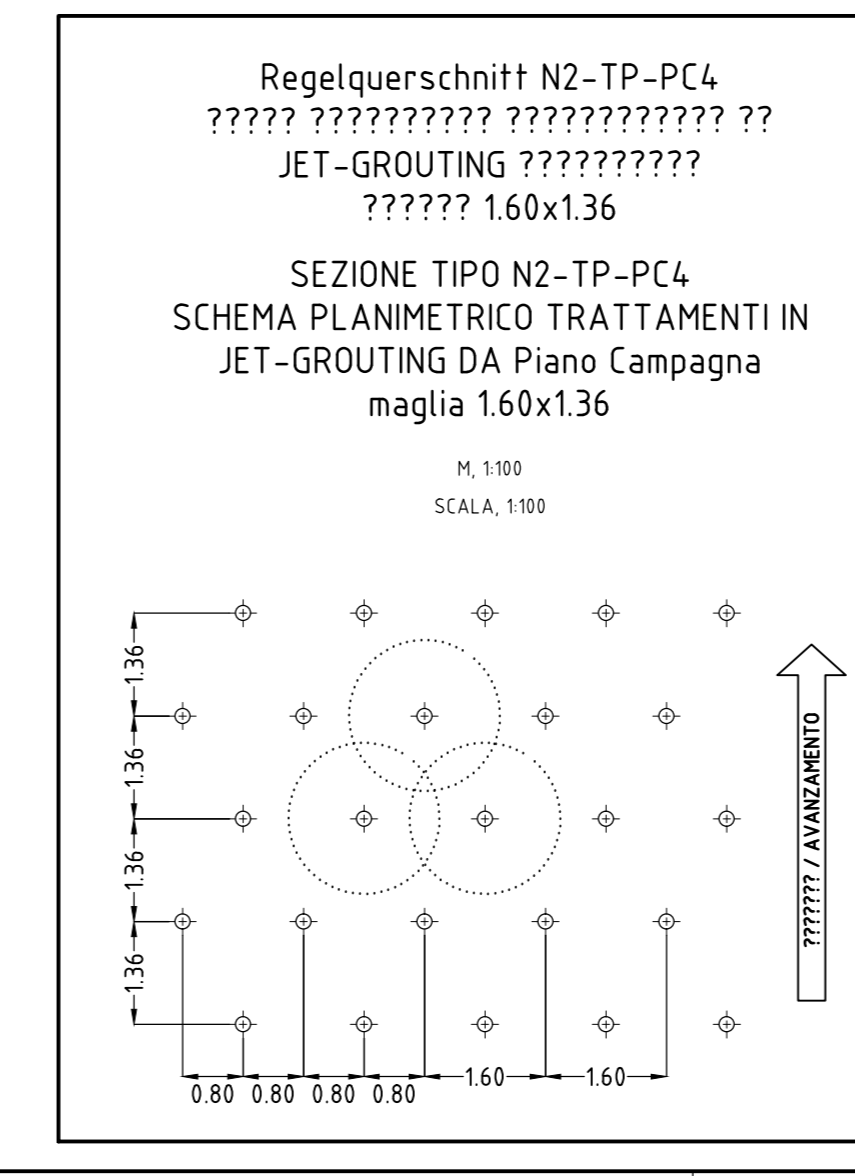 Regelquerschnitt N2-TP-PC4
????? ?????????? ???????????? ??
JET-GROUTING ??????????
?????? 1.60x1.36
SEZIONE TIPO N2-TP-PC4
SCHEMA PLANIMETRICO TRATTAMENTI IN
JET-GROUTING DA Piano Campagna
maglia 1.60x1.36
M, 1:100
SCALA, 1:100
1.36
1.36
1.36
1.36
??????? / AVANZAMENTO
0.80 0.80 0.80 0.80 1.60 1.60